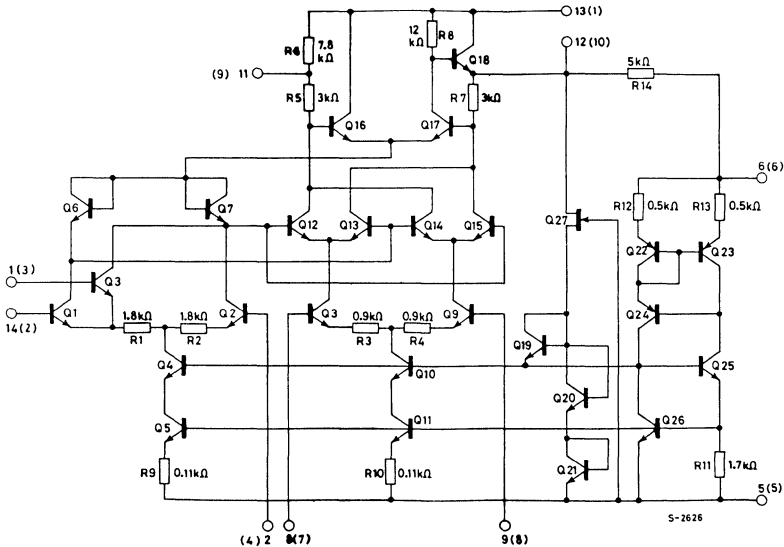 13(1)
12 kΩ R8
12(10)
R6 7.8 kΩ
Q18
5kΩ
R14
(9) 11
R5 3kΩ
R7 3kΩ
Q16
Q17
6(6)
Q6
Q7
R12 0.5kΩ
R13 0.5kΩ
Q12
Q13
Q14
Q15
Q27
Q22
Q23
1(3)
Q3
14(2)
Q1
1.8kΩ
R1
1.8kΩ
R2
Q2
Q3
0.9kΩ
R3
0.9kΩ
R4
Q9
Q24
Q19
Q4
Q10
Q25
Q20
Q5
Q11
Q26
R9 0.11kΩ
R10 0.11kΩ
Q21
R11 1.7kΩ
5(5)
S-2626
(4) 2
8(7)
9(8)